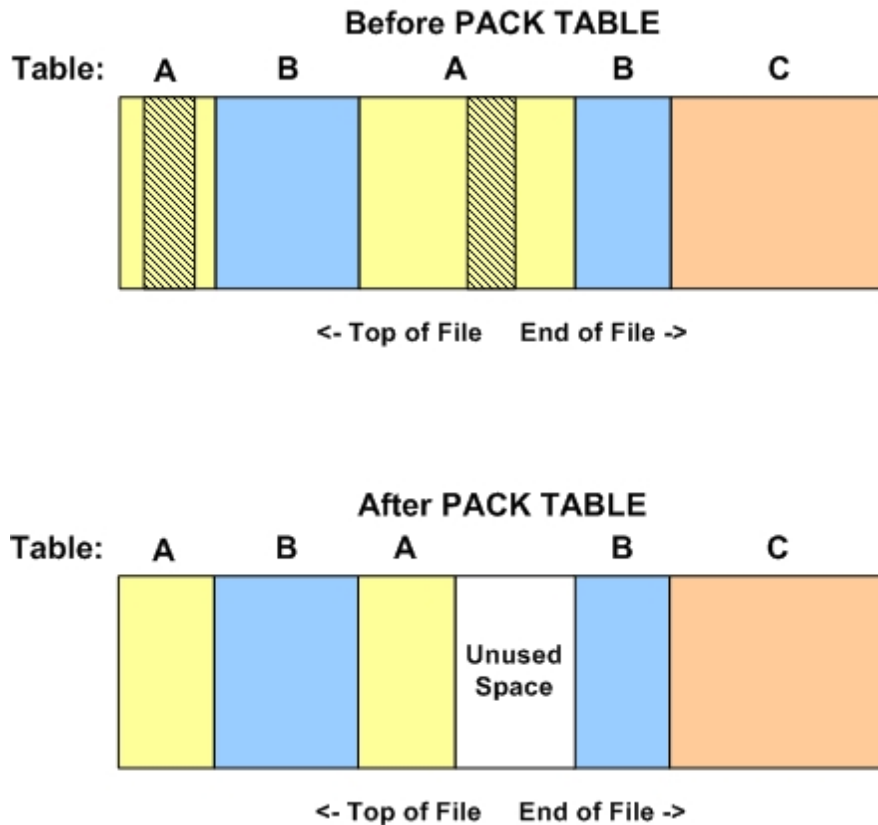 Before PACK TABLE
Table: A B A B C
<- Top of File End of File ->
After PACK TABLE
Table: A B A B C
Unused
Space
<- Top of File End of File ->